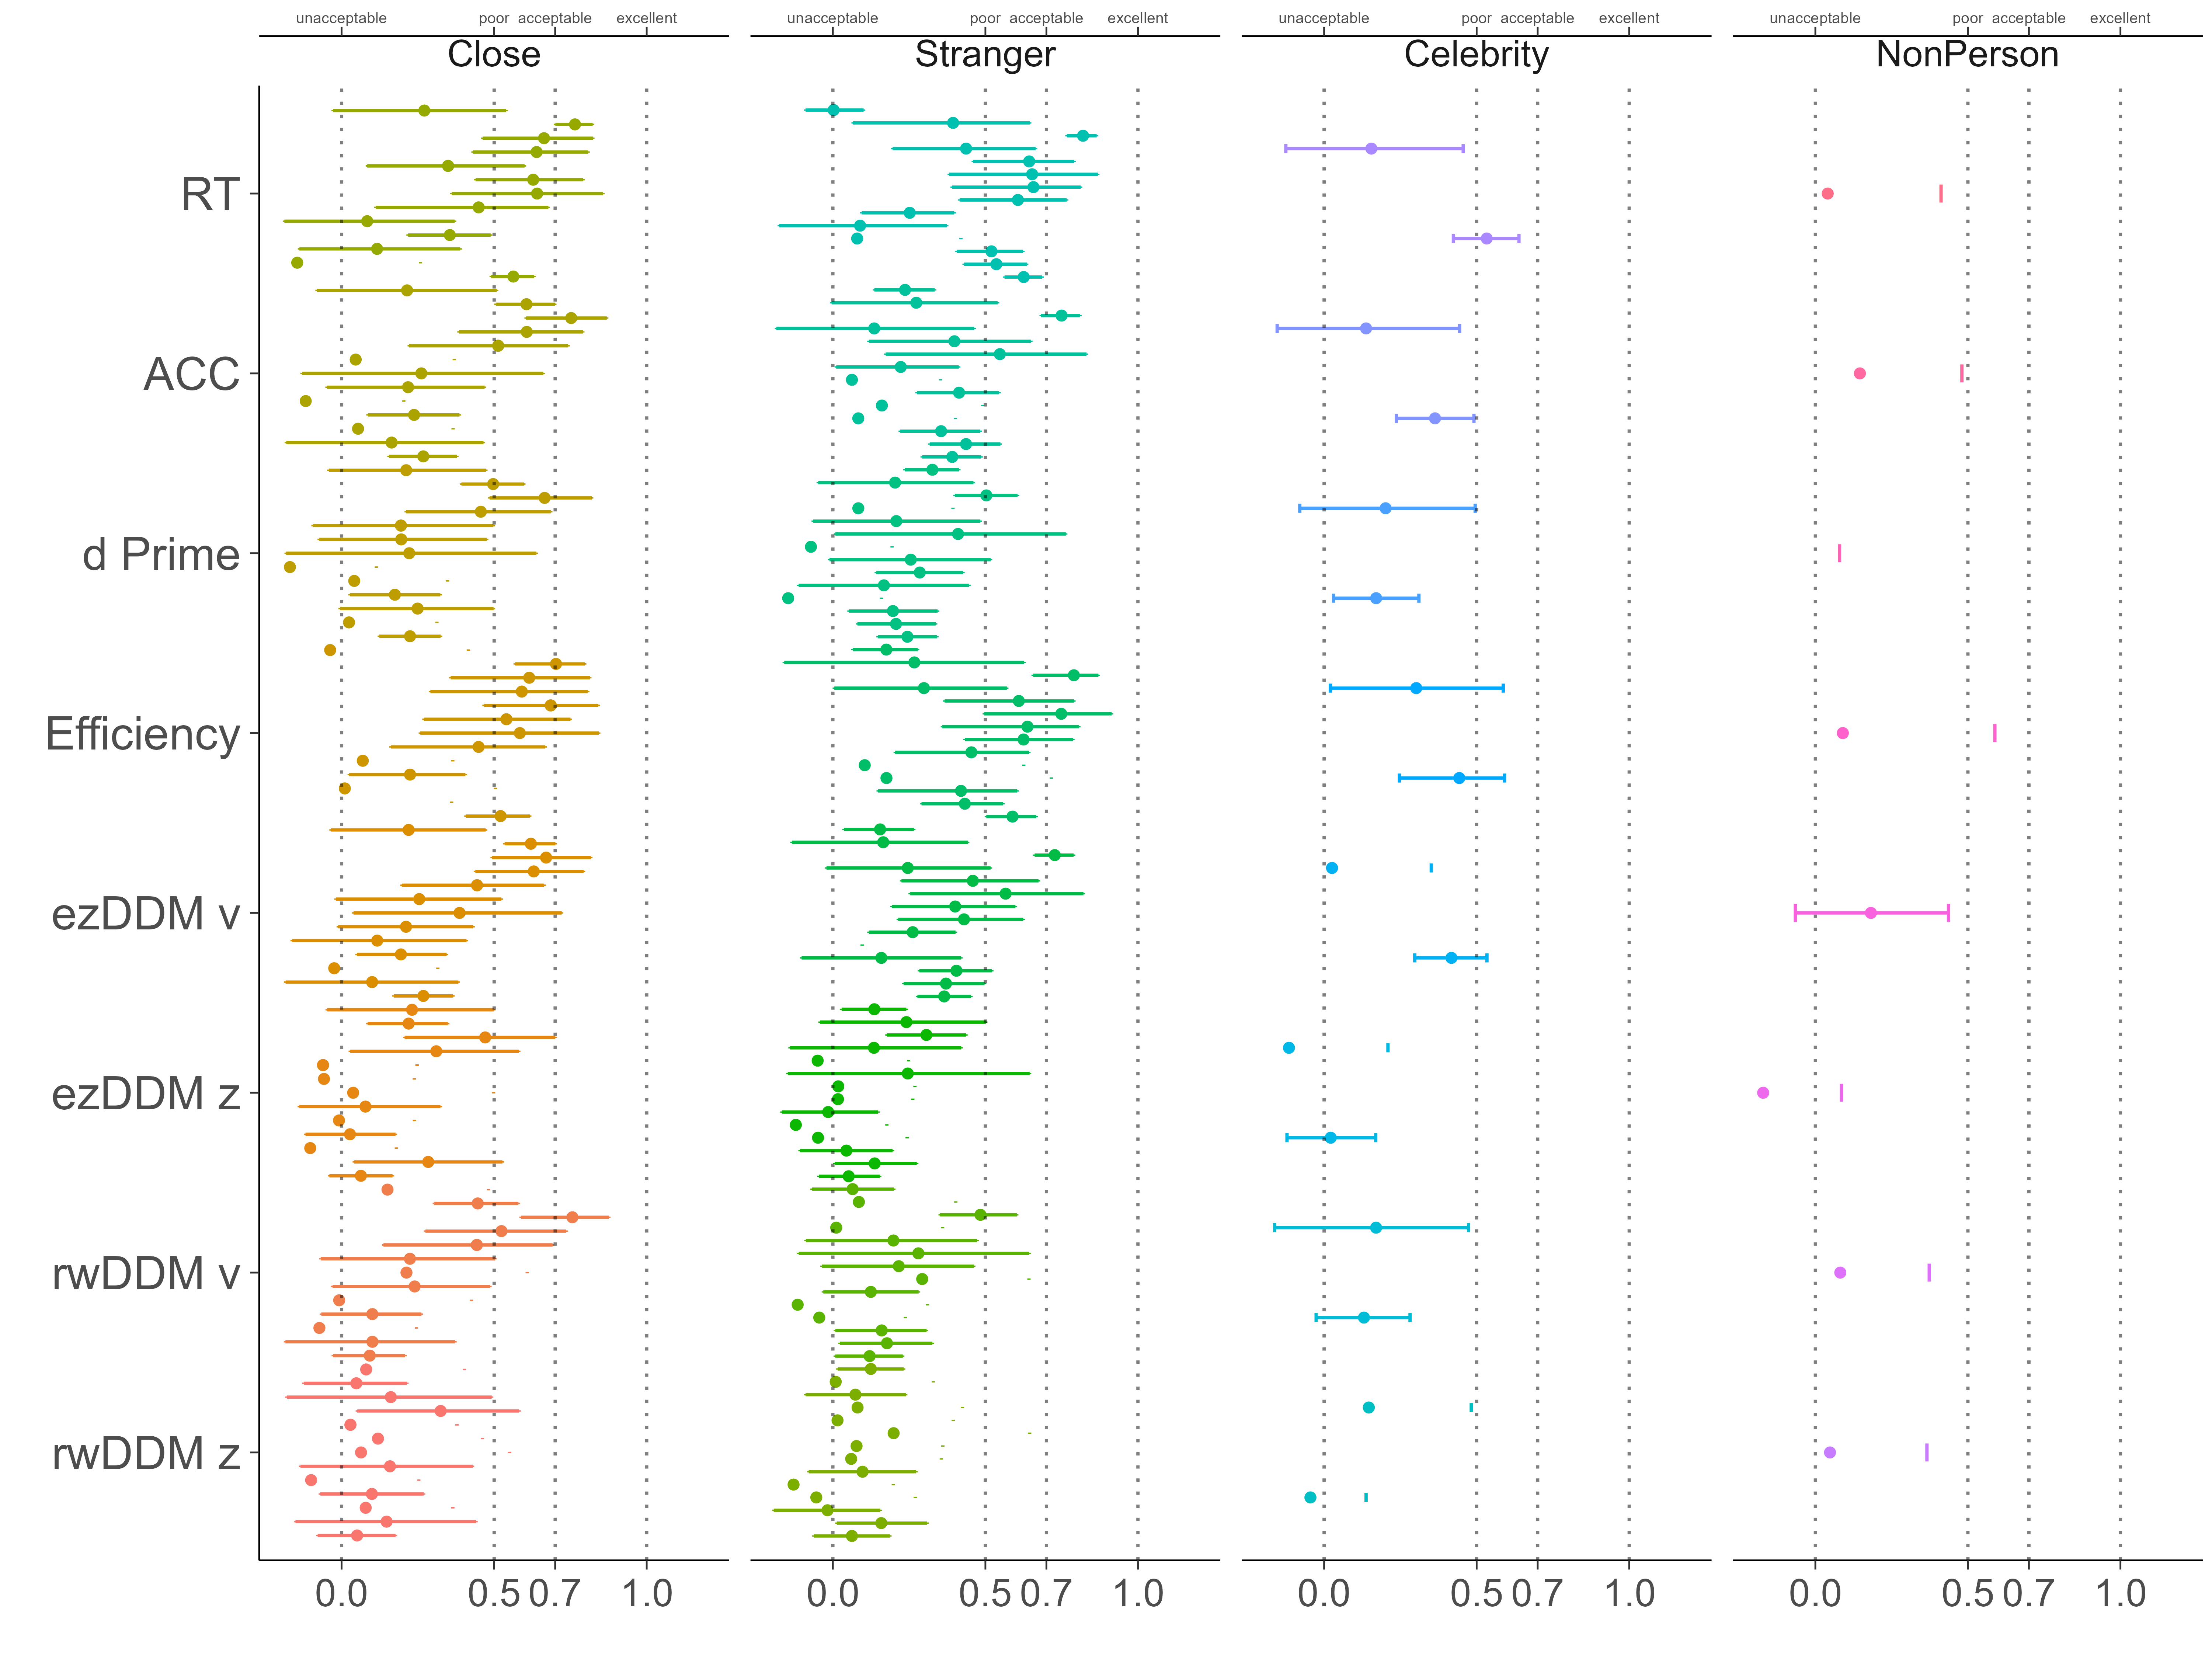 unacceptable poor acceptable excellent unacceptable poor acceptable excellent unacceptable poor acceptable excellent unacceptable poor acceptable excellent
Close Stranger Celebrity NonPerson
RT
ACC
d Prime
Efficiency
ezDDM v
ezDDM z
rwDDM v
rwDDM z
0.0 0.5 0.7 1.0 0.0 0.5 0.7 1.0 0.0 0.5 0.7 1.0 0.0 0.5 0.7 1.0